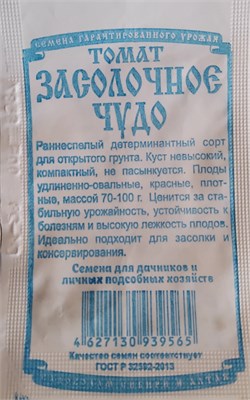 СЕМЕНА ГАРАНТИРОВАННОГО УРОЖАЯ
ТОМАТ
ЗАСОЛОЧНОЕ
ЧУДО
Раннеспелый детерминантный сорт
для открытого грунта. Куст невысокий,
компактный, не пасынкуется. Плоды
удлиненно-овальные, красные, плот-
ные, массой 70-100 г. Ценится за ста-
бильную урожайность, устойчивость к
болезням и высокую лежкость плодов.
Идеально подходит для засолки и
консервирования.
Семена для дачников и
личных подсобных хозяйств
4 627130 939565
Качество семян соответствует
ГОСТ Р 32592-2013